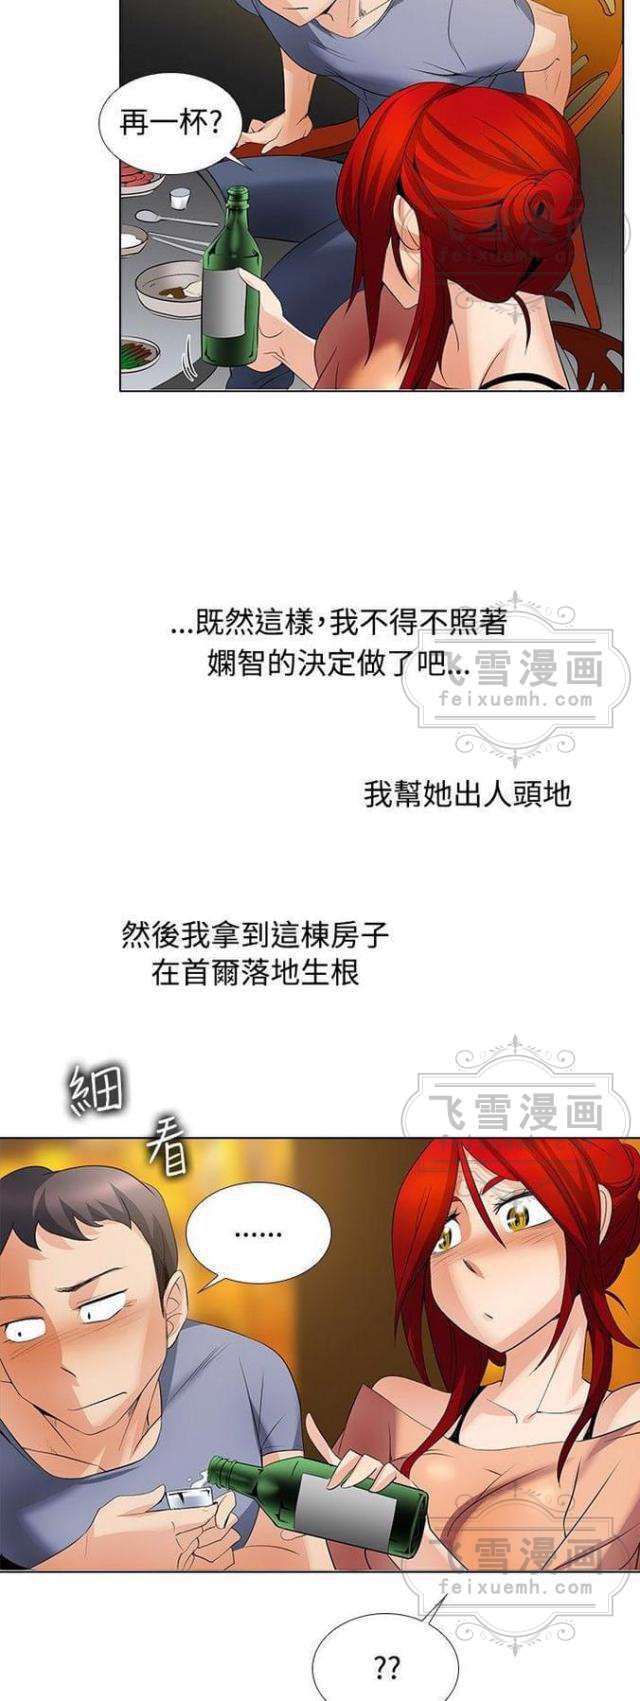 再一杯?
飞雪漫画
feixuemh.com
...既然這樣,我不得不照著
嫻智的決定做了吧...
飞雪漫画
feixuemh.com
我幫她出人頭地
然後我拿到這棟房子
在首爾落地生根
細
看
飞雪漫画
feixuemh.com
......
飞雪漫画
feixuemh.com
??